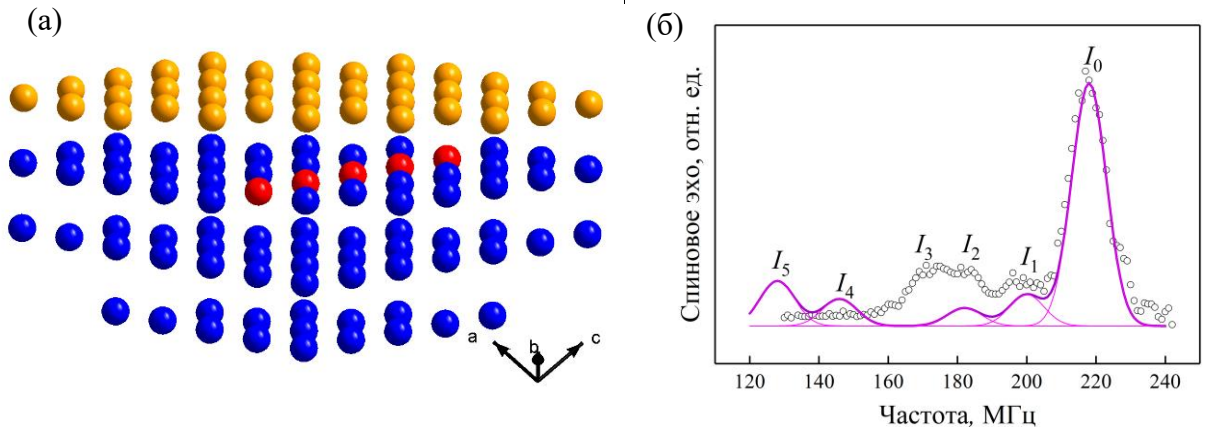 (а)
a
b
c
(б)
Спиновое эхо, отн. ед.
I5
I4
I3
I2
I1
I0
120 140 160 180 200 220 240
Частота, МГц